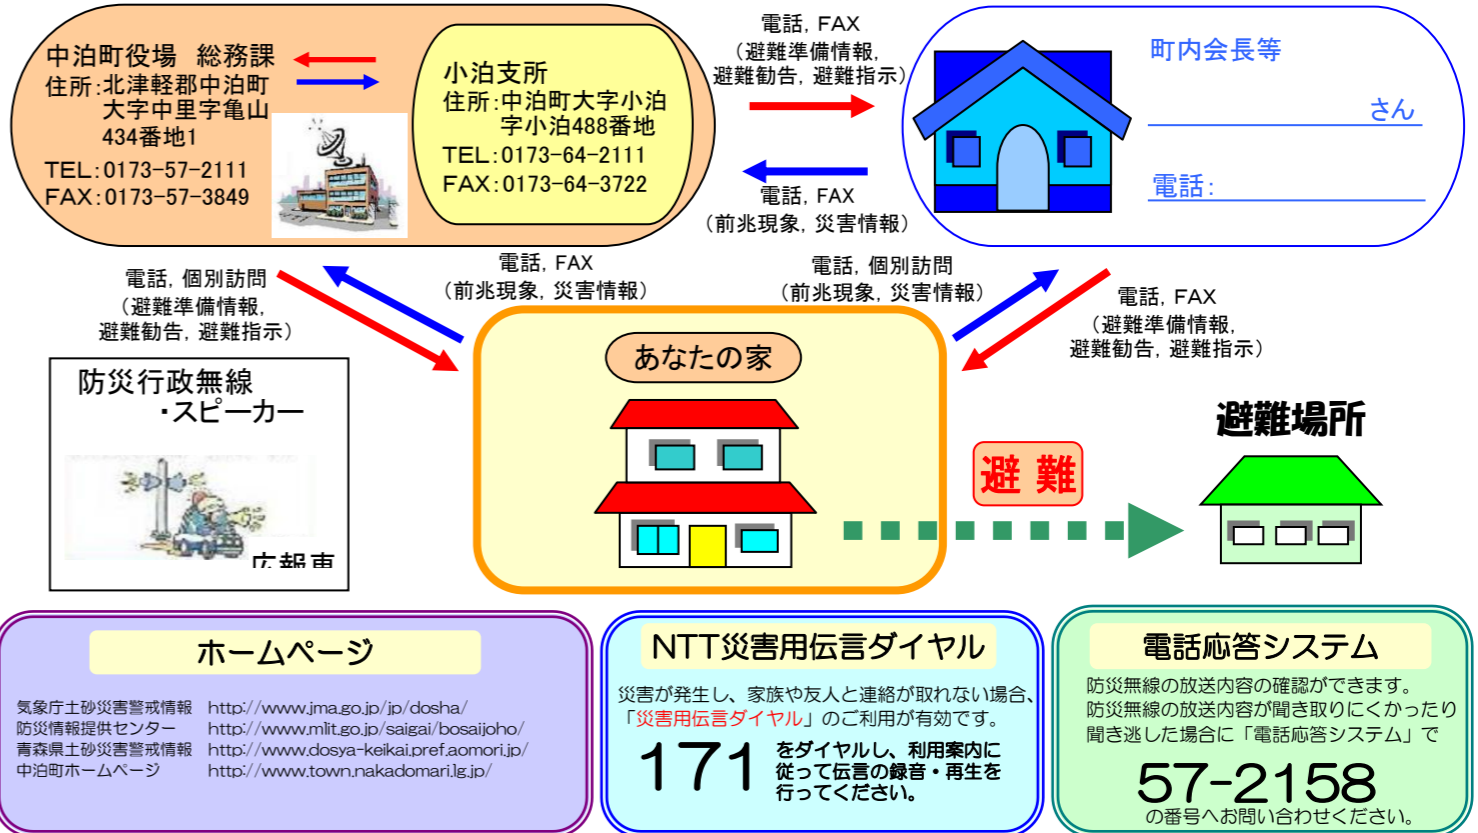 中泊町役場　総務課
住所：北津軽郡中泊町
大字中里字亀山
434番地1
TEL：0173-57-2111
FAX：0173-57-3849
小泊支所
住所：中泊町大字小泊
字小泊488番地
TEL：0173-64-2111
FAX：0173-64-3722
電話，FAX
（避難準備情報，
避難勧告，避難指示）
電話，FAX
（前兆現象，災害情報）
町内会長等
さん
電話：
電話，個別訪問
（避難準備情報，
避難勧告，避難指示）
電話，FAX
（前兆現象，災害情報）
電話，個別訪問
（前兆現象，災害情報）
電話，FAX
（避難準備情報，
避難勧告，避難指示）
防災行政無線
・スピーカー
広報車
あなたの家
避難
避難場所
ホームページ
気象庁土砂災害警戒情報　http://www.jma.go.jp/jp/dosha/
防災情報提供センター　http://www.mlit.go.jp/saigai/bosaijoho/
青森県土砂災害警戒情報　http://www.dosya-keikai.pref.aomori.jp/
中泊町ホームページ　http://www.town.nakadomari.lg.jp/
NTT災害用伝言ダイヤル
災害が発生し、家族や友人と連絡が取れない場合、
「災害用伝言ダイヤル」のご利用が有効です。
171
をダイヤルし、利用案内に
従って伝言の録音・再生を
行ってください。
電話応答システム
防災無線の放送内容の確認ができます。
防災無線の放送内容が聞き取りにくかったり
聞き逃した場合に「電話応答システム」で
57-2158
の番号へお問い合わせください。